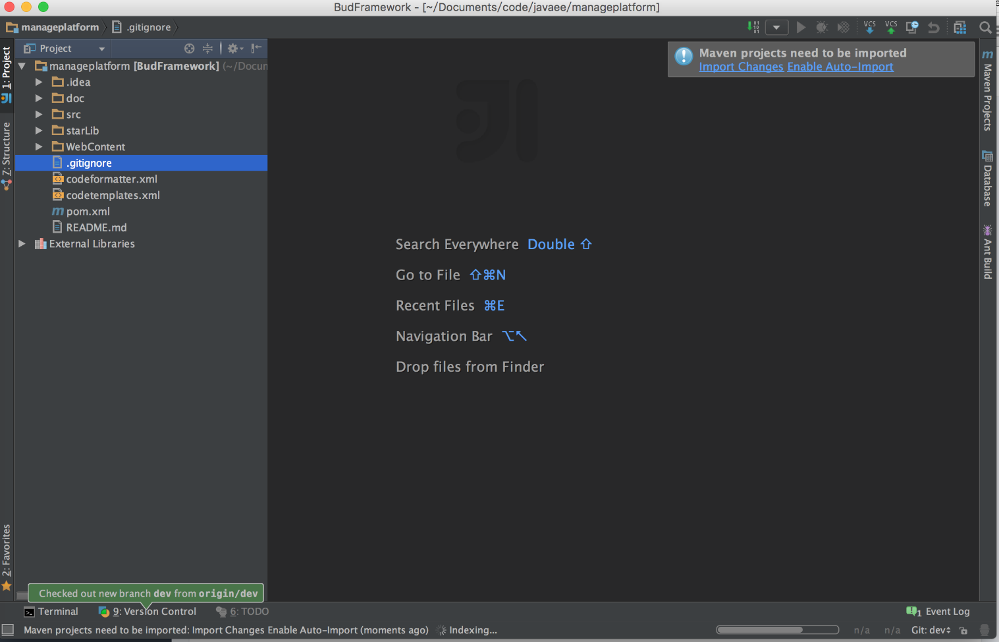 BudFramework - [~/Documents/code/javaee/manageplatform]
manageplatform .gitignore
VCS VCS
1: Project
Z: Structure
2: Favorites
Project
manageplatform [BudFramework] (~/Docun
.idea
doc
src
starLib
WebContent
.gitignore
codeformatter.xml
codetemplates.xml
m pom.xml
README.md
External Libraries
Maven projects need to be imported
Import Changes Enable Auto-Import
Search Everywhere Double ⇧
Go to File ⇧⌘N
Recent Files ⌘E
Navigation Bar ⌥↖
Drop files from Finder
m Maven Projects
Database
Ant Build
Checked out new branch dev from origin/dev
Terminal 9: Version Control 6: TODO 1 Event Log
Maven projects need to be imported: Import Changes Enable Auto-Import (moments ago) Indexing... n/a n/a Git: dev